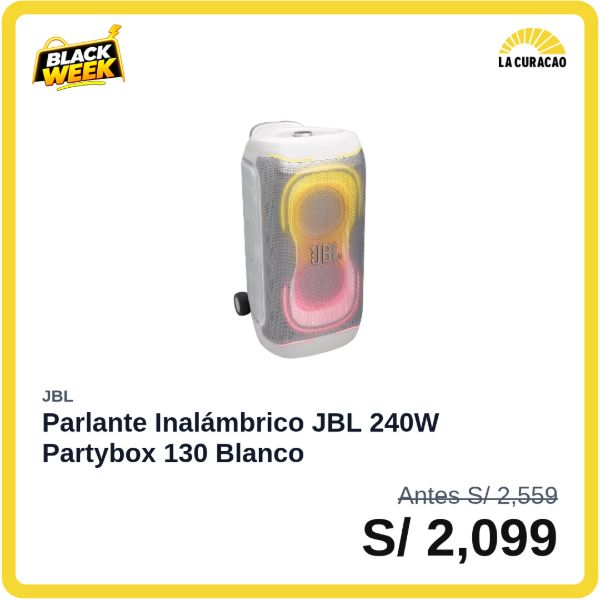 BLACK
WEEK
LA CURACAO
JBL
JBL
Parlante Inalámbrico JBL 240W
Partybox 130 Blanco
Antes S/ 2,559
S/ 2,099